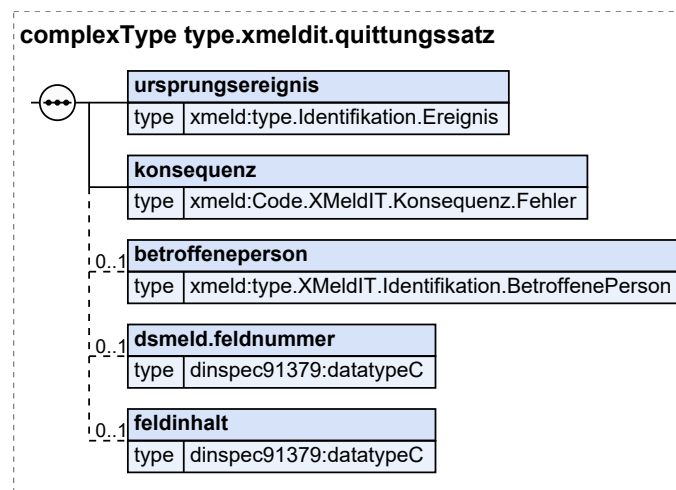 complexType type.xmeldit.quittungssatz
ursprungsereignis
type xmeld:type.Identifikation.Ereignis
konsequenz
type xmeld:Code.XMeldIT.Konsequenz.Fehler
0..1 betroffeneperson
type xmeld:type.XMeldIT.Identifikation.BetroffenePerson
0..1 dsmeld.feldnummer
type dinspec91379:datatypeC
0..1 feldinhalt
type dinspec91379:datatypeC